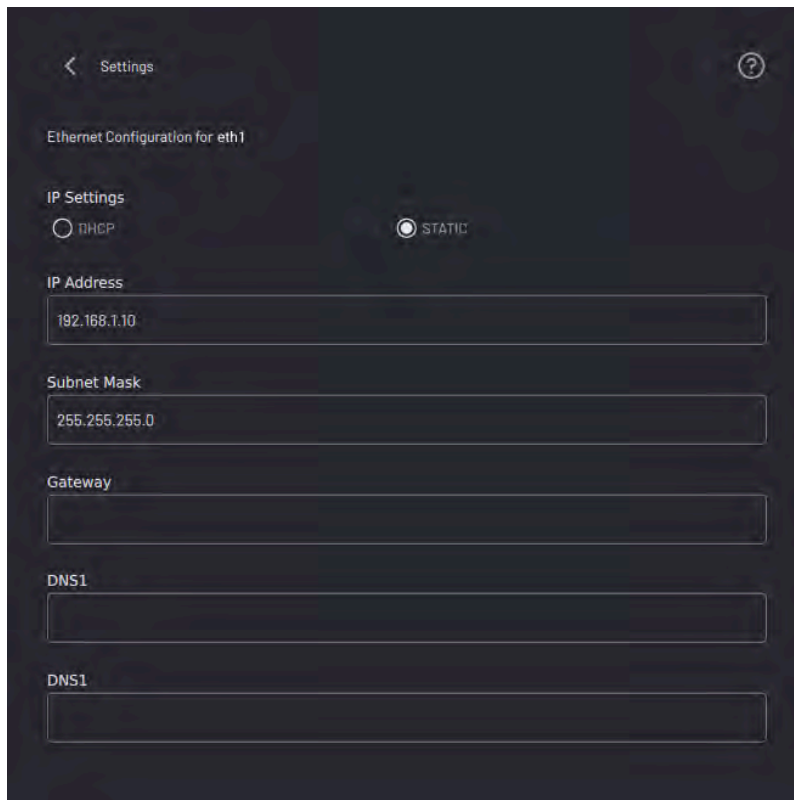 Settings
Ethernet Configuration for eth1
IP Settings
DHCP STATIC
IP Address
192.168.1.10
Subnet Mask
255.255.255.0
Gateway
DNS1
DNS1